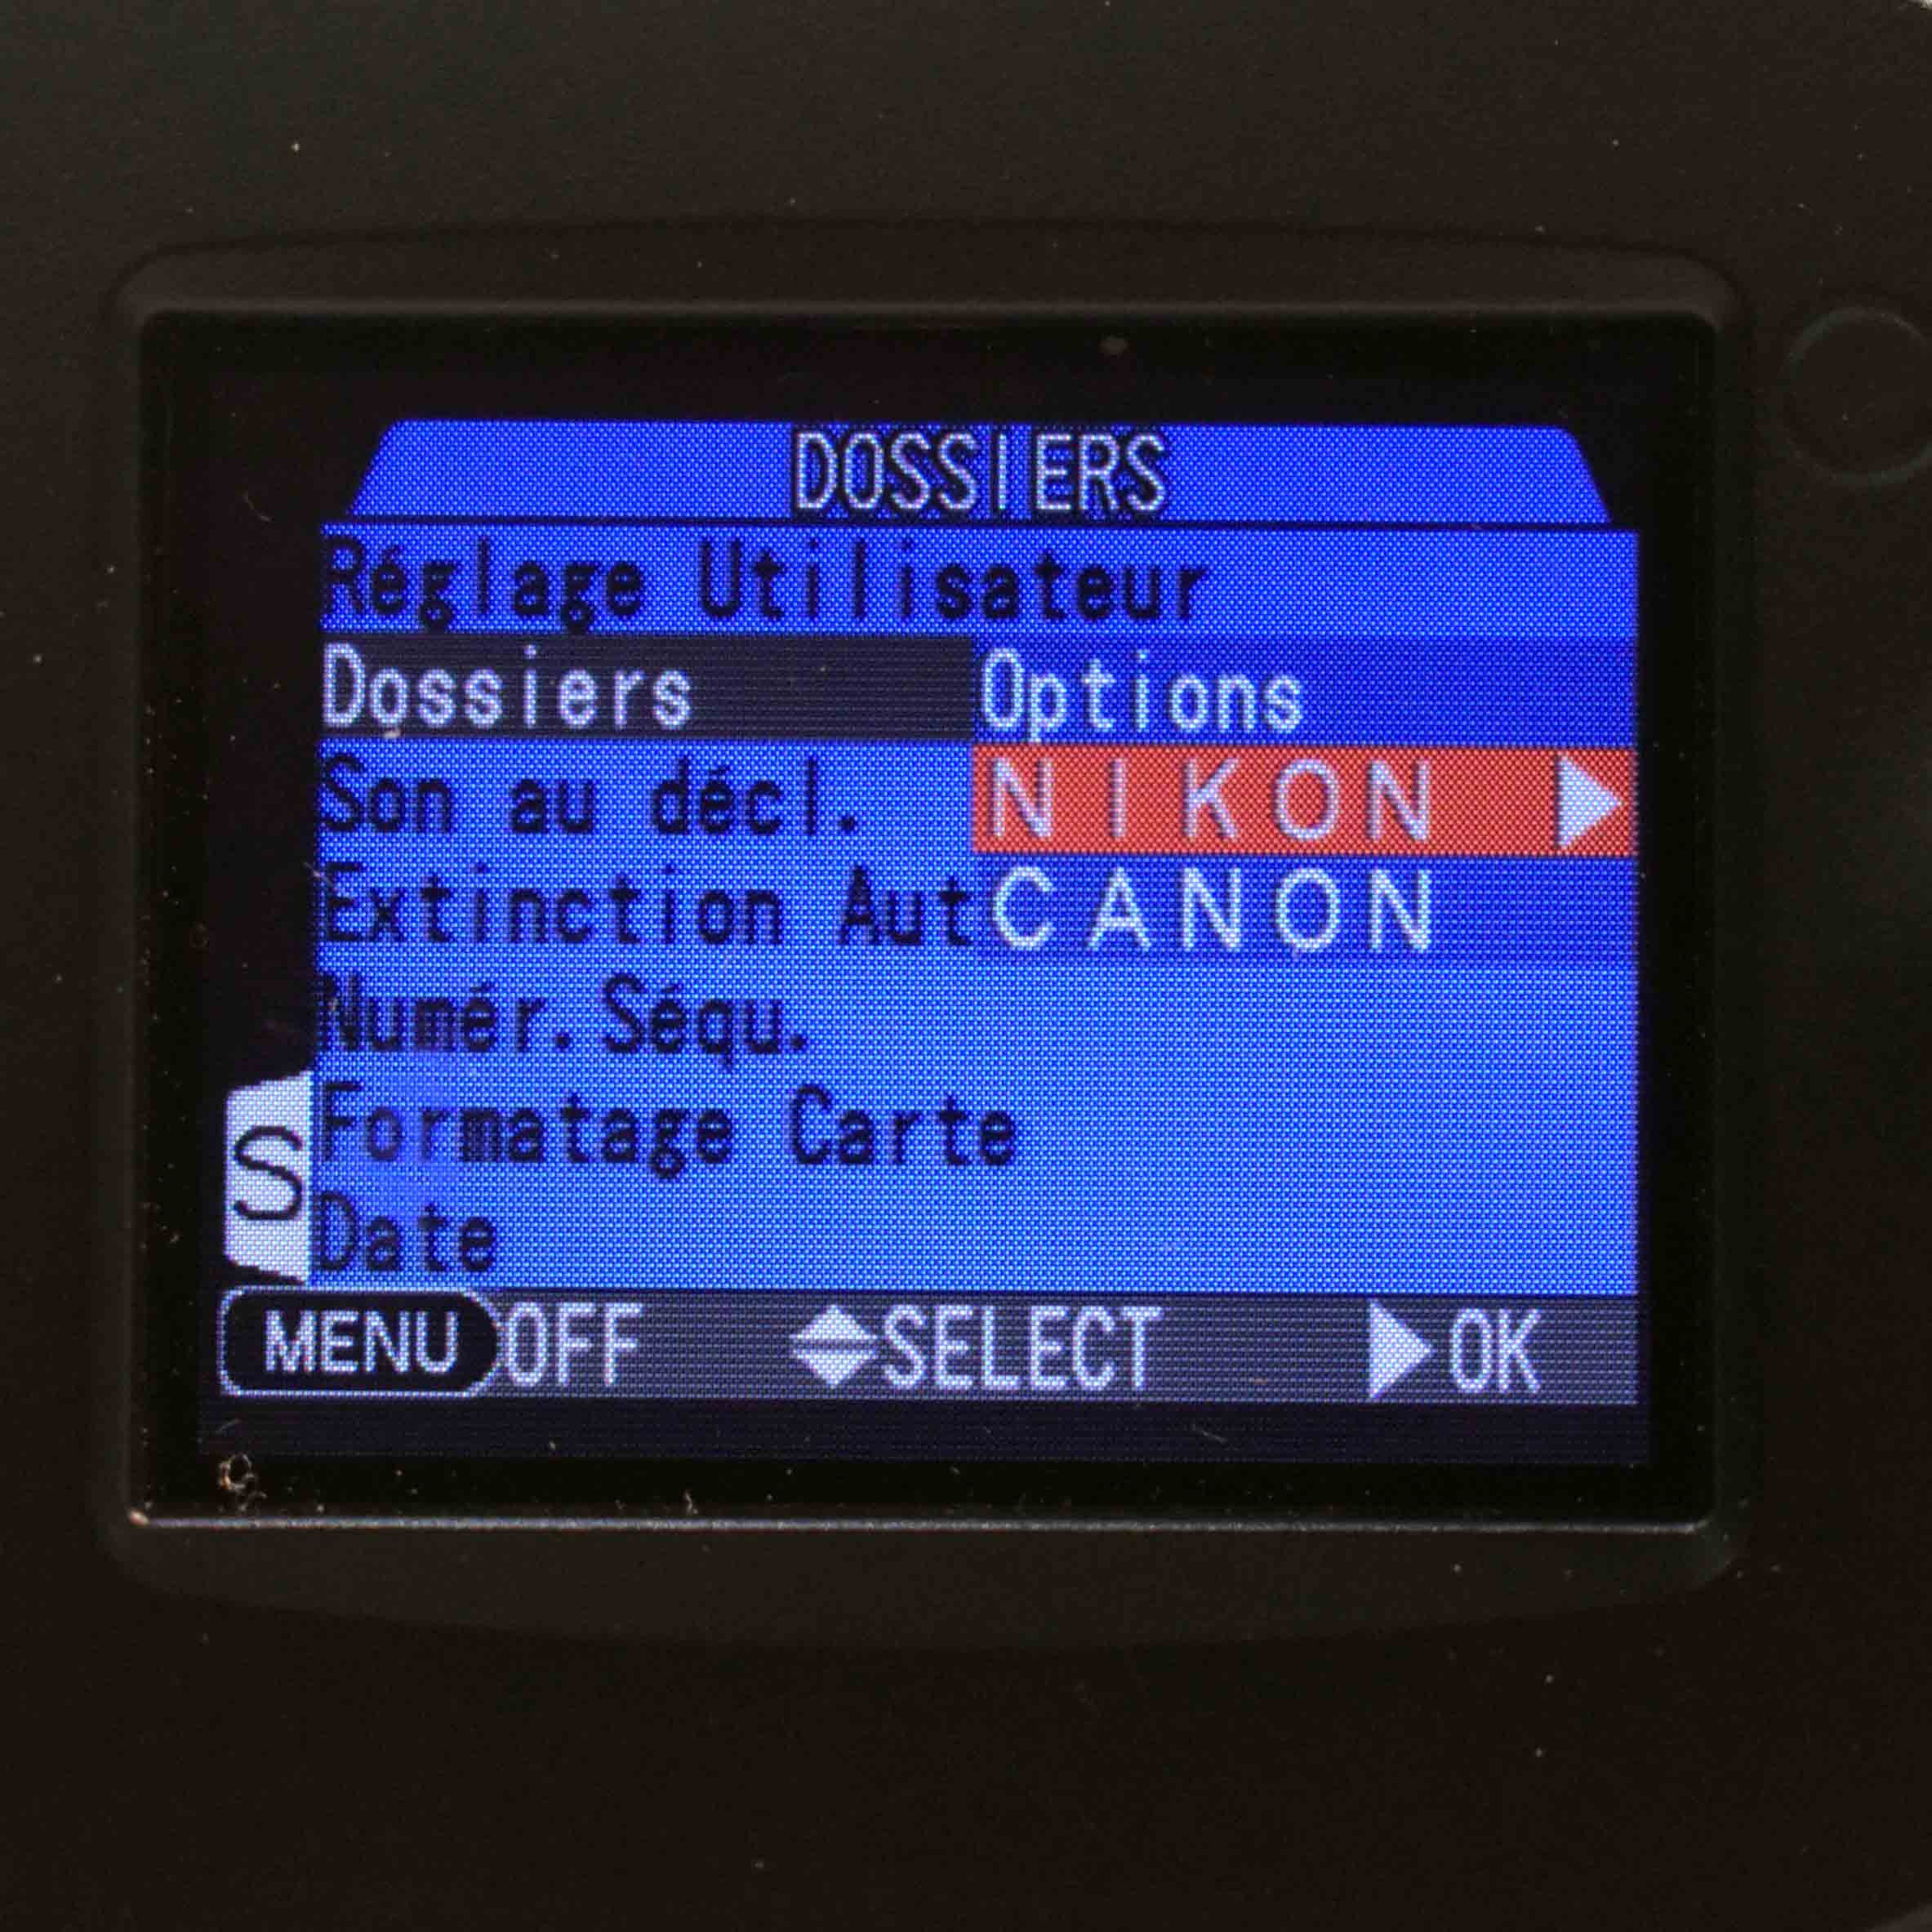 DOSSIERS
Réglage Utilisateur
Dossiers Options
Son au décl. NIKON
Extinction Aut CANON
Numér.Séqu.
Formatage Carte
S
Date
MENU OFF SELECT OK